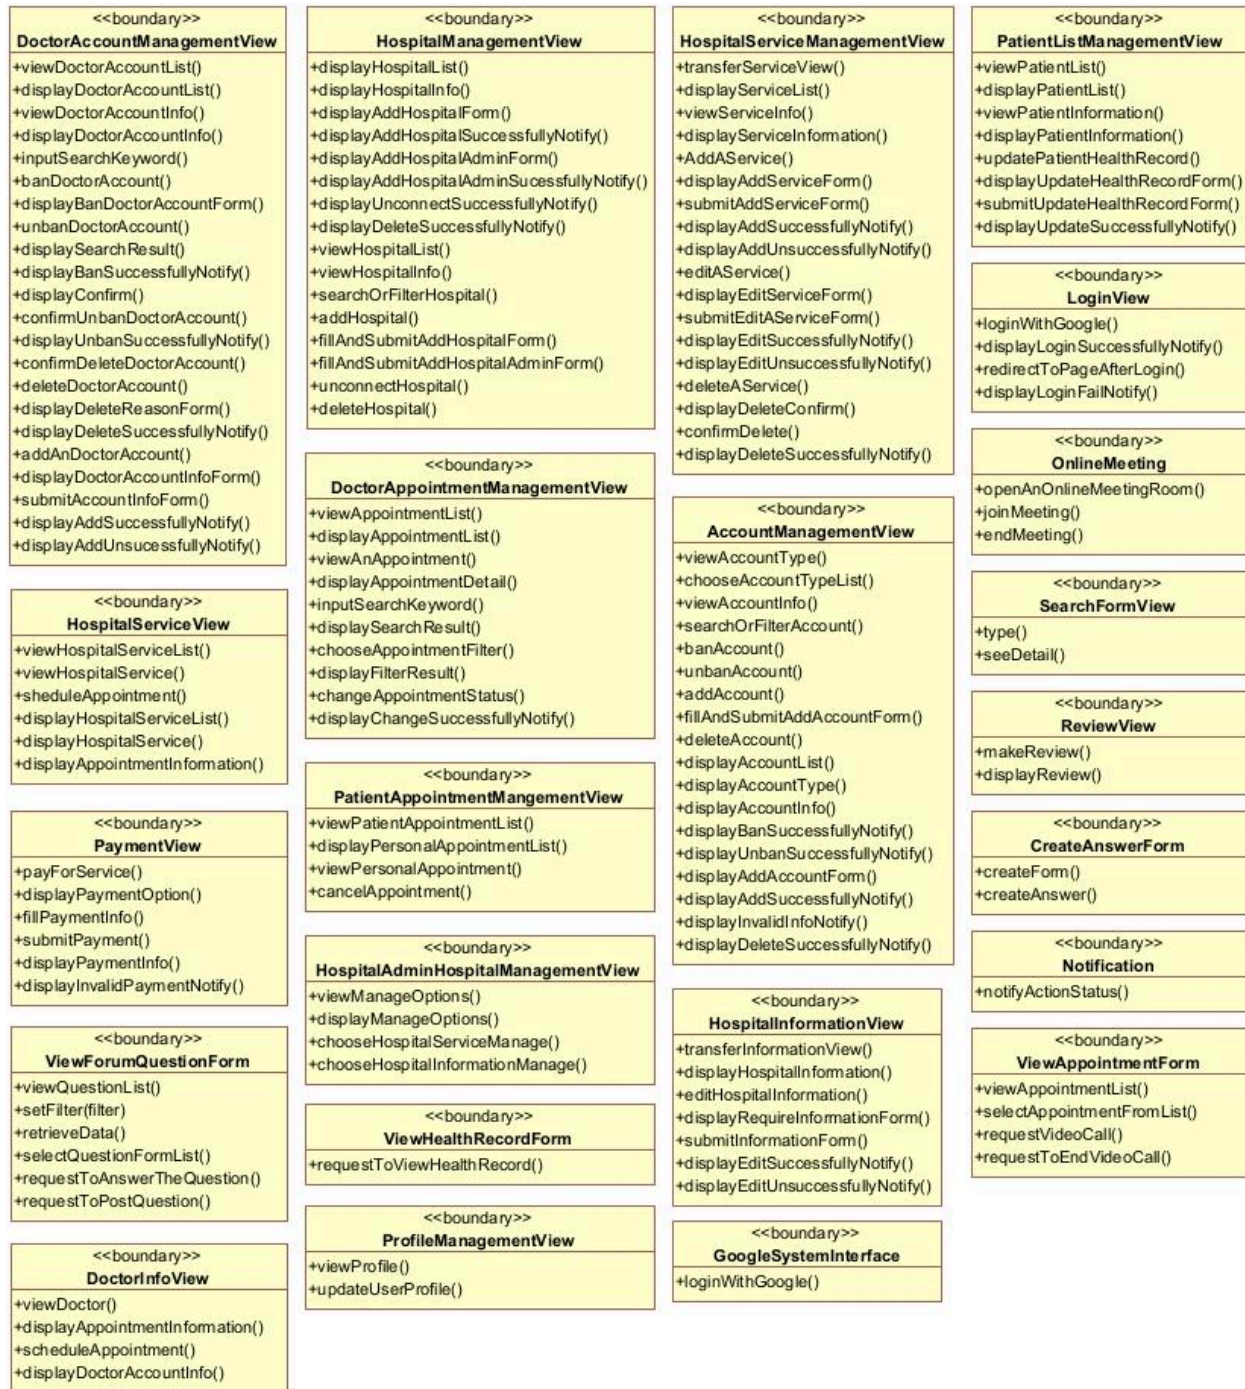 <<boundary>>
DoctorAccountManagementView
+viewDoctorAccountList()
+displayDoctorAccountList()
+viewDoctorAccountInfo()
+displayDoctorAccountInfo()
+inputSearchKeyword()
+banDoctorAccount()
+displayBanDoctorAccountForm()
+unbanDoctorAccount()
+displaySearchResult()
+displayBanSuccessfullyNotify()
+displayConfirm()
+confirmUnbanDoctorAccount()
+displayUnbanSuccessfullyNotify()
+confirmDeleteDoctorAccount()
+deleteDoctorAccount()
+displayDeleteReasonForm()
+displayDeleteSuccessfullyNotify()
+addAnDoctorAccount()
+displayDoctorAccountInfoForm()
+submitAccountInfoForm()
+displayAddSuccessfullyNotify()
+displayAddUnsucessfullyNotify()
<<boundary>>
HospitalServiceView
+viewHospitalServiceList()
+viewHospitalService()
+sheduleAppointment()
+displayHospitalServiceList()
+displayHospitalService()
+displayAppointmentInformation()
<<boundary>>
PaymentView
+payForService()
+displayPaymentOption()
+fillPaymentInfo()
+submitPayment()
+displayPaymentInfo()
+displayInvalidPaymentNotify()
<<boundary>>
ViewForumQuestionForm
+viewQuestionList()
+setFilter(filter)
+retrieveData()
+selectQuestionFormList()
+requestToAnswerTheQuestion()
+requestToPostQuestion()
<<boundary>>
DoctorInfoView
+viewDoctor()
+displayAppointmentInformation()
+scheduleAppointment()
+displayDoctorAccountInfo()
<<boundary>>
HospitalManagementView
+displayHospitalList()
+displayHospitalInfo()
+displayAddHospitalForm()
+displayAddHospitalSuccessfullyNotify()
+displayAddHospitalAdminForm()
+displayAddHospitalAdminSucessfullyNotify()
+displayUnconnectSuccessfullyNotify()
+displayDeleteSuccessfullyNotify()
+viewHospitalList()
+viewHospitalInfo()
+searchOrFilterHospital()
+addHospital()
+fillAndSubmitAddHospitalForm()
+fillAndSubmitAddHospitalAdminForm()
+unconnectHospital()
+deleteHospital()
<<boundary>>
DoctorAppointmentManagementView
+viewAppointmentList()
+displayAppointmentList()
+viewAnAppointment()
+displayAppointmentDetail()
+inputSearchKeyword()
+displaySearchResult()
+chooseAppointmentFilter()
+displayFilterResult()
+changeAppointmentStatus()
+displayChangeSuccessfullyNotify()
<<boundary>>
PatientAppointmentMangementView
+viewPatientAppointmentList()
+displayPersonalAppointmentList()
+viewPersonalAppointment()
+cancelAppointment()
<<boundary>>
HospitalAdminHospitalManagementView
+viewManageOptions()
+displayManageOptions()
+chooseHospitalServiceManage()
+chooseHospitalInformationManage()
<<boundary>>
ViewHealthRecordForm
+requestToViewHealthRecord()
<<boundary>>
ProfileManagementView
+viewProfile()
+updateUserProfile()
<<boundary>>
HospitalServiceManagementView
+transferServiceView()
+displayServiceList()
+viewServiceInfo()
+displayServiceInformation()
+AddAService()
+displayAddServiceForm()
+submitAddServiceForm()
+displayAddSuccessfullyNotify()
+displayAddUnsuccessfullyNotify()
+editAService()
+displayEditServiceForm()
+submitEditAServiceForm()
+displayEditSuccessfullyNotify()
+displayEditUnsuccessfullyNotify()
+deleteAService()
+displayDeleteConfirm()
+confirmDelete()
+displayDeleteSuccessfullyNotify()
<<boundary>>
AccountManagementView
+viewAccountType()
+chooseAccountTypeList()
+viewAccountInfo()
+searchOrFilterAccount()
+banAccount()
+unbanAccount()
+addAccount()
+fillAndSubmitAddAccountForm()
+deleteAccount()
+displayAccountList()
+displayAccountType()
+displayAccountInfo()
+displayBanSuccessfullyNotify()
+displayUnbanSuccessfullyNotify()
+displayAddAccountForm()
+displayAddSuccessfullyNotify()
+displayInvalidInfoNotify()
+displayDeleteSuccessfullyNotify()
<<boundary>>
HospitalInformationView
+transferInformationView()
+displayHospitalInformation()
+editHospitalInformation()
+displayRequireInformationForm()
+submitInformationForm()
+displayEditSuccessfullyNotify()
+displayEditUnsuccessfullyNotify()
<<boundary>>
GoogleSystemInterface
+loginWithGoogle()
<<boundary>>
PatientListManagementView
+viewPatientList()
+displayPatientList()
+viewPatientInformation()
+displayPatientInformation()
+updatePatientHealthRecord()
+displayUpdateHealthRecordForm()
+submitUpdateHealthRecordForm()
+displayUpdateSuccessfullyNotify()
<<boundary>>
LoginView
+loginWithGoogle()
+displayLoginSuccessfullyNotify()
+redirectToPageAfterLogin()
+displayLoginFailNotify()
<<boundary>>
OnlineMeeting
+openAnOnlineMeetingRoom()
+joinMeeting()
+endMeeting()
<<boundary>>
SearchFormView
+type()
+seeDetail()
<<boundary>>
ReviewView
+makeReview()
+displayReview()
<<boundary>>
CreateAnswerForm
+createForm()
+createAnswer()
<<boundary>>
Notification
+notifyActionStatus()
<<boundary>>
ViewAppointmentForm
+viewAppointmentList()
+selectAppointmentFromList()
+requestVideoCall()
+requestToEndVideoCall()